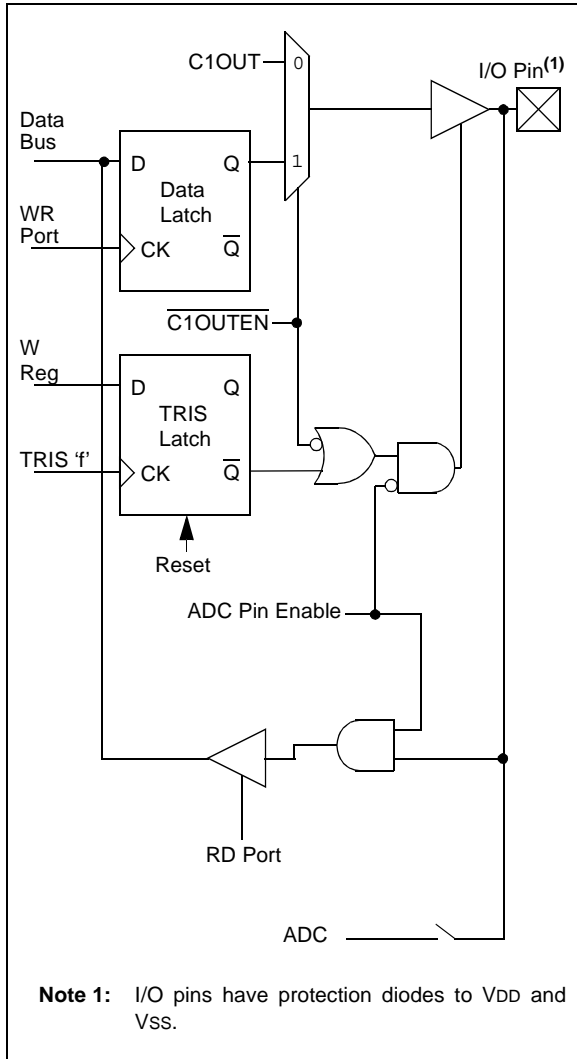 C1OUT
0
I/O Pin(1)
Data
Bus
D
Q
1
Data
Latch
WR
Port
CK
Q̅
C̅1̅O̅U̅T̅E̅N̅
W
Reg
D
Q
TRIS
Latch
TRIS 'f'
CK
Q̅
Reset
ADC Pin Enable
RD Port
ADC
Note 1: I/O pins have protection diodes to VDD and
VSS.